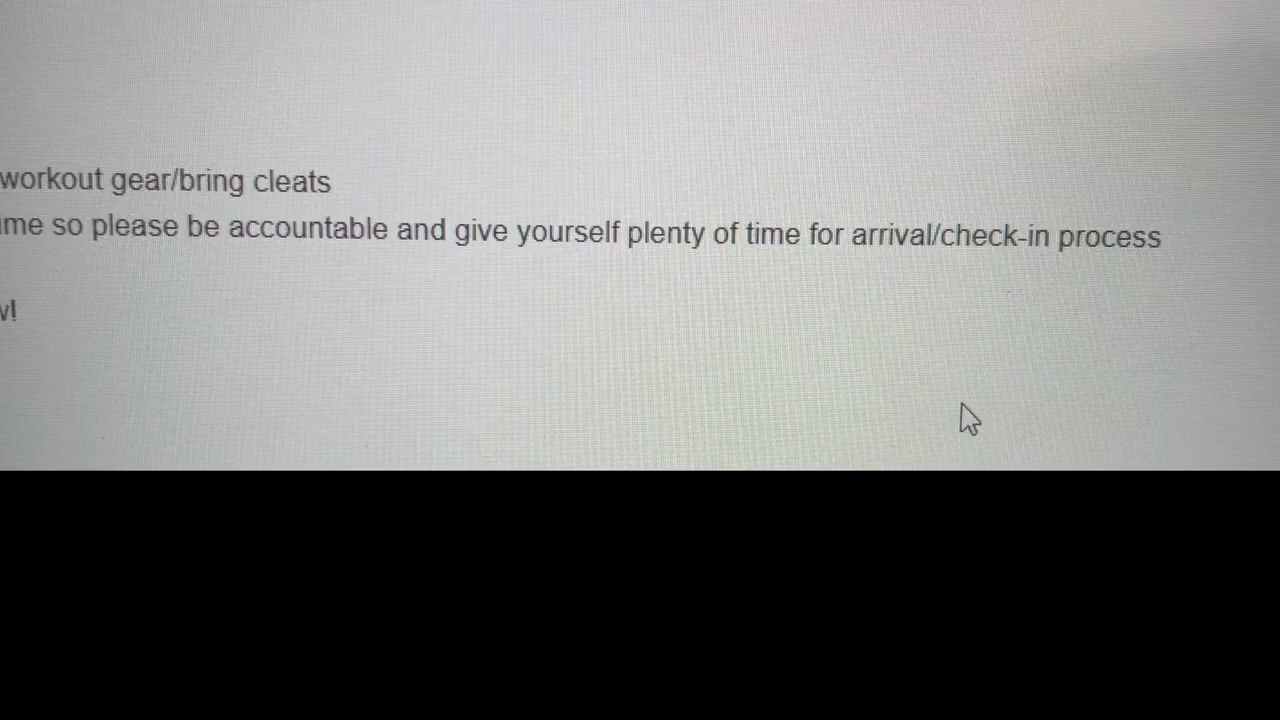 workout gear/bring cleats
me so please be accountable and give yourself plenty of time for arrival/check-in process
!